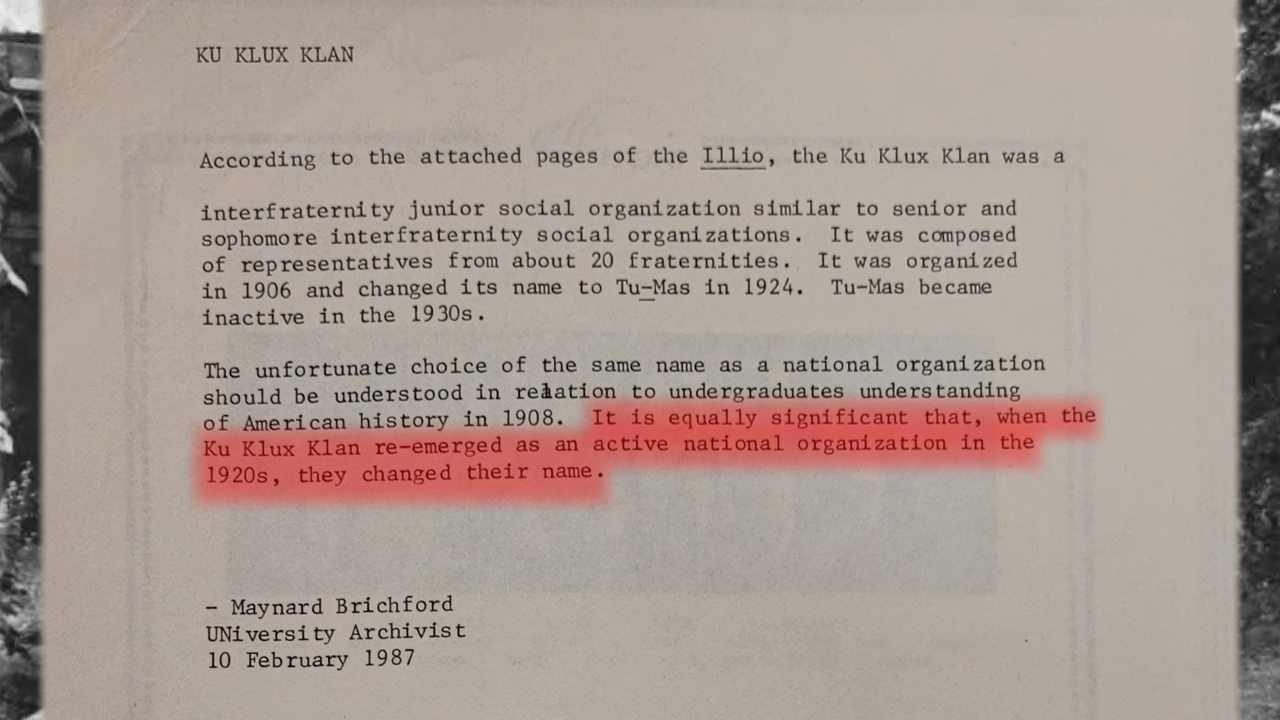 KU KLUX KLAN
According to the attached pages of the Illio, the Ku Klux Klan was a
interfraternity junior social organization similar to senior and
sophomore interfraternity social organizations. It was composed
of representatives from about 20 fraternities. It was organized
in 1906 and changed its name to Tu-Mas in 1924. Tu-Mas became
inactive in the 1930s.
The unfortunate choice of the same name as a national organization
should be understood in relation to undergraduates understanding
of American history in 1908. It is equally significant that, when the
Ku Klux Klan re-emerged as an active national organization in the
1920s, they changed their name.
- Maynard Brichford
UNiversity Archivist
10 February 1987